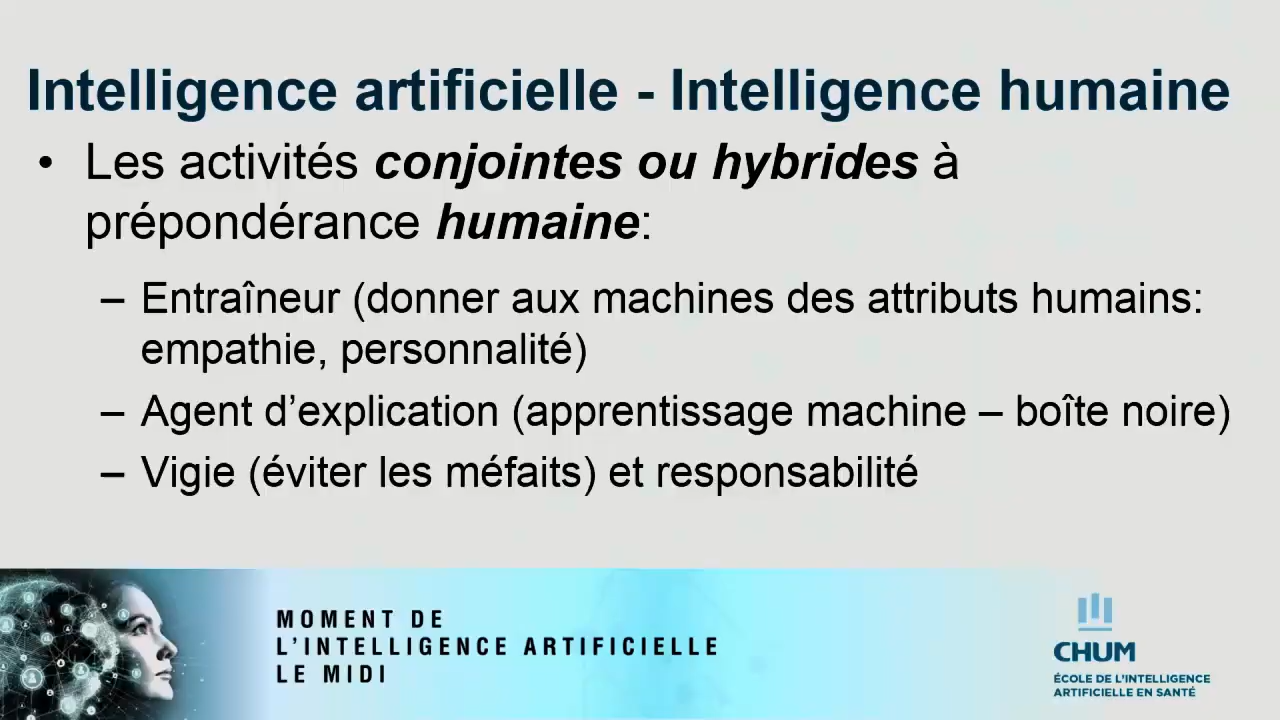 Intelligence artificielle - Intelligence humaine
• Les activités conjointes ou hybrides à
prépondérance humaine:
– Entraîneur (donner aux machines des attributs humains:
empathie, personnalité)
– Agent d’explication (apprentissage machine – boîte noire)
– Vigie (éviter les méfaits) et responsabilité
MOMENT DE
L’INTELLIGENCE ARTIFICIELLE
LE MIDI
CHUM
ÉCOLE DE L’INTELLIGENCE
ARTIFICIELLE EN SANTÉ